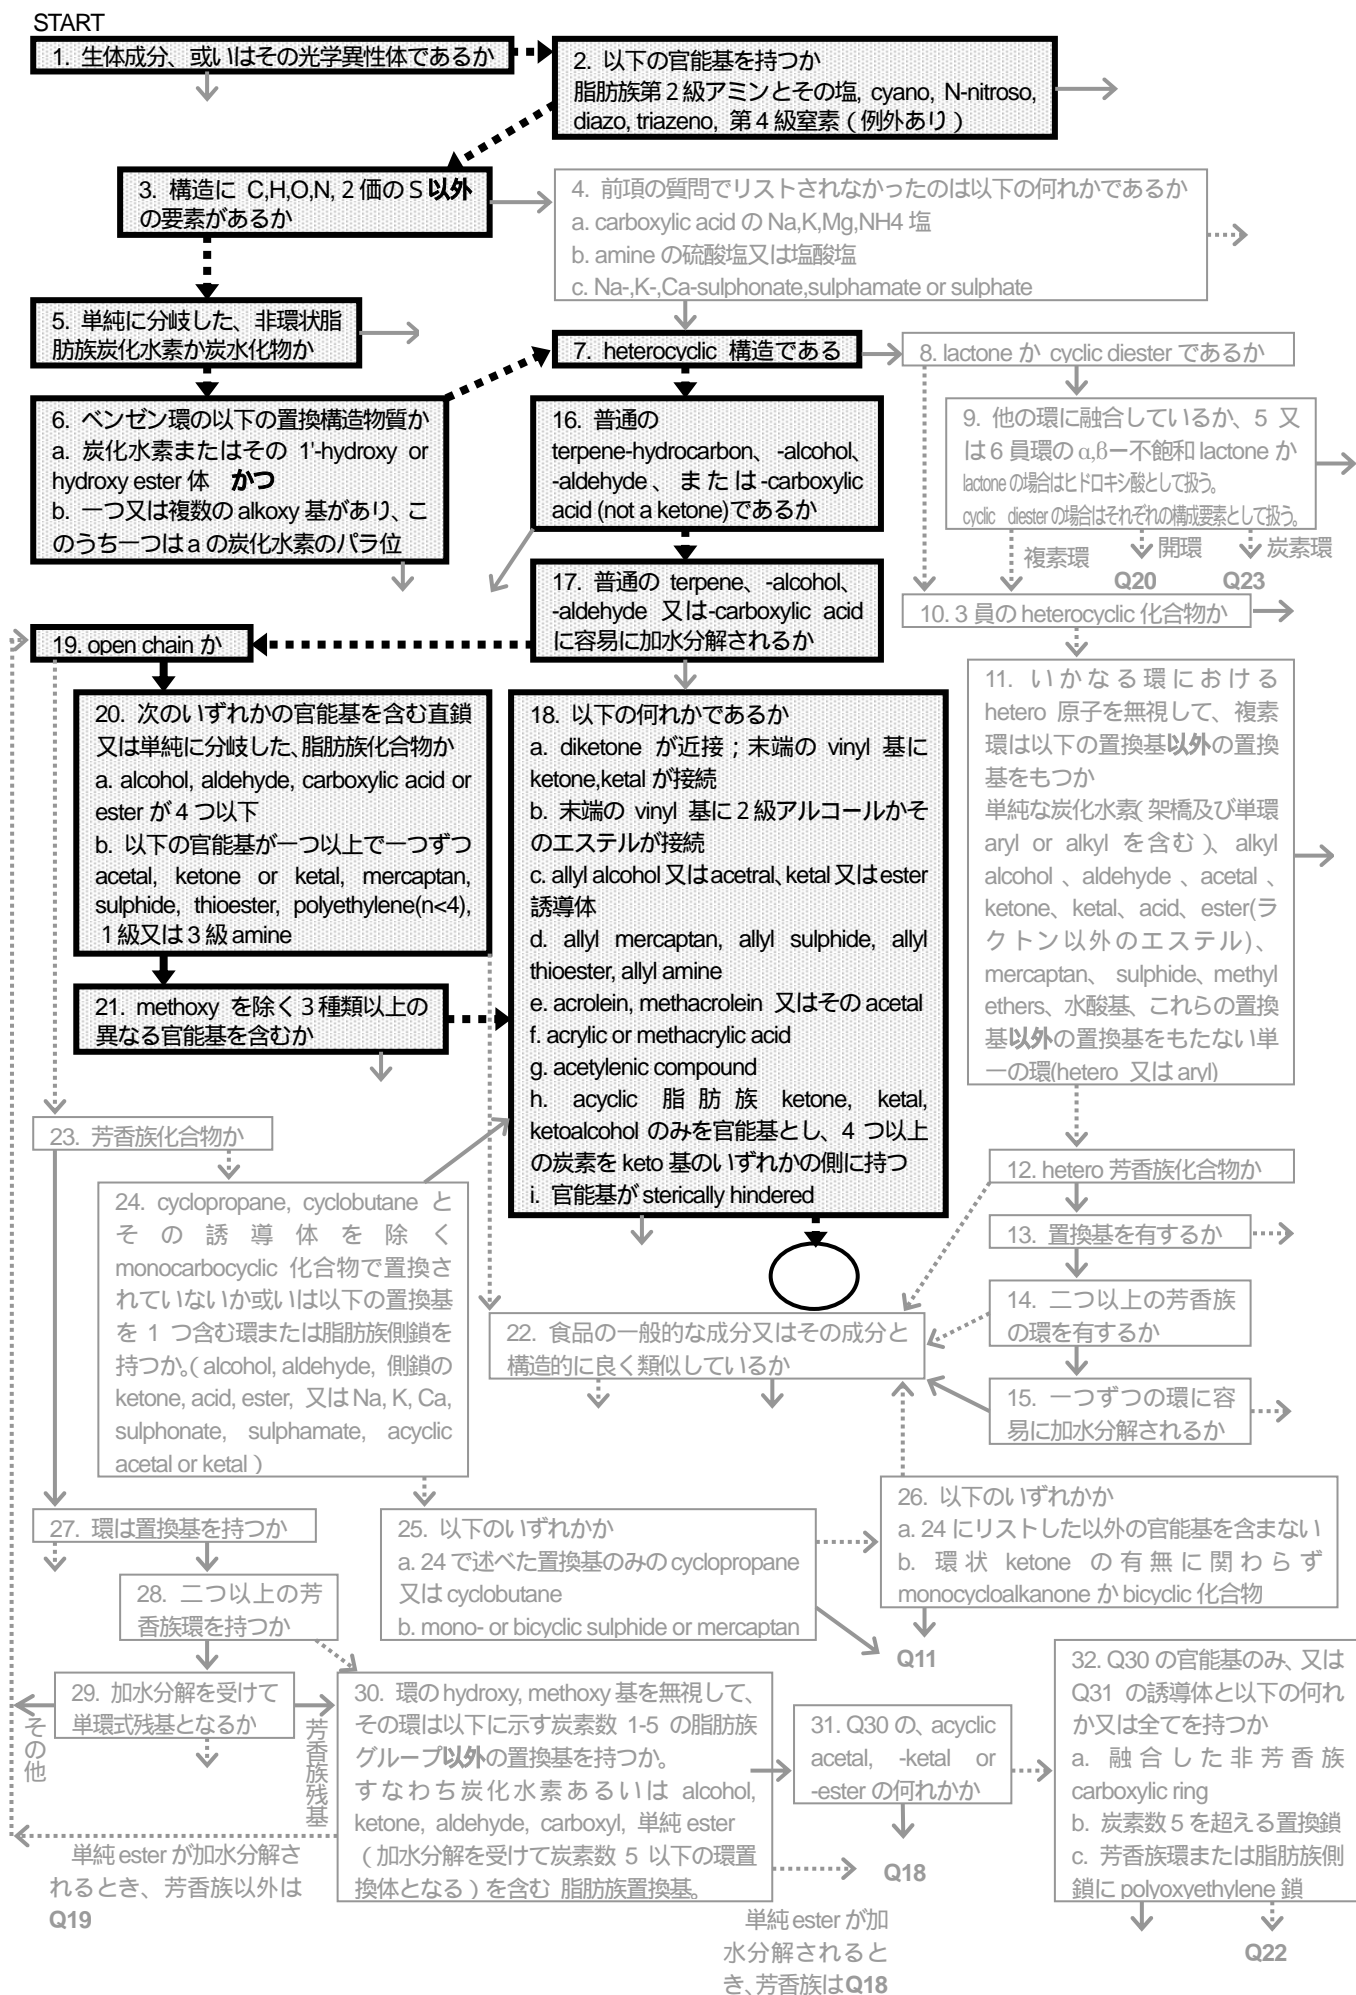 START
1. 生体成分、或いはその光学異性体であるか
2. 以下の官能基を持つか
脂肪族第2級アミンとその塩, cyano, N-nitroso,
diazo, triazeno, 第4級窒素(例外あり)
3. 構造に C,H,O,N, 2価のS以外
の要素があるか
4. 前項の質問でリストされなかったのは以下の何れかであるか
a. carboxylic acid の Na,K,Mg,NH4 塩
b. amine の硫酸塩又は塩酸塩
c. Na-,K-,Ca-sulphonate,sulphamate or sulphate
5. 単純に分岐した、非環状脂
肪族炭化水素か炭水化物か
6. ベンゼン環の以下の置換構造物質か
a. 炭化水素またはその 1'-hydroxy or
hydroxy ester 体 かつ
b. 一つ又は複数の alkoxy 基があり、こ
のうち一つは a の炭化水素のパラ位
7. heterocyclic 構造である
8. lactone か cyclic diester であるか
9. 他の環に融合しているか、5 又
は 6 員環の α,β-不飽和 lactone か
lactone の場合はヒドロキシ酸として扱う。
cyclic diester の場合はそれぞれの構成要素として扱う。
複素環
開環
炭素環
Q20
Q23
10. 3 員の heterocyclic 化合物か
16. 普通の
terpene-hydrocarbon、-alcohol、
-aldehyde、または-carboxylic
acid (not a ketone)であるか
17. 普通の terpene、-alcohol、
-aldehyde 又は-carboxylic acid
に容易に加水分解されるか
19. open chain か
20. 次のいずれかの官能基を含む直鎖
又は単純に分岐した、脂肪族化合物か
a. alcohol, aldehyde, carboxylic acid or
ester が 4 つ以下
b. 以下の官能基が一つ以上で一つずつ
acetal, ketone or ketal, mercaptan,
sulphide, thioester, polyethylene(n<4),
1級又は3級 amine
21. methoxy を除く3種類以上の
異なる官能基を含むか
18. 以下の何れかであるか
a. diketone が近接;末端の vinyl 基に
ketone,ketal が接続
b. 末端の vinyl 基に2級アルコールかそ
のエステルが接続
c. allyl alcohol 又は acetral、ketal 又は ester
誘導体
d. allyl mercaptan, allyl sulphide, allyl
thioester, allyl amine
e. acrolein, methacrolein 又はその acetal
f. acrylic or methacrylic acid
g. acetylenic compound
h. acyclic 脂肪族 ketone, ketal,
ketoalcohol のみを官能基とし、4 つ以上
の炭素を keto 基のいずれかの側に持つ
i. 官能基が sterically hindered
11. いかなる環における
hetero 原子を無視して、複素
環は以下の置換基以外の置換
基をもつか
単純な炭化水素(架橋及び単環
aryl or alkyl を含む)、alkyl
alcohol、aldehyde、acetal、
ketone、ketal、acid、ester(ラ
クトン以外のエステル)、
mercaptan、sulphide、methyl
ethers、水酸基、これらの置換
基以外の置換基をもたない単
一の環(hetero 又は aryl)
12. hetero 芳香族化合物か
13. 置換基を有するか
14. 二つ以上の芳香族
の環を有するか
15. 一つずつの環に容
易に加水分解されるか
22. 食品の一般的な成分又はその成分と
構造的に良く類似しているか
23. 芳香族化合物か
24. cyclopropane, cyclobutane と
その誘導体を除く
monocarbocyclic 化合物で置換さ
れていないか或いは以下の置換基
を 1 つ含む環または脂肪族側鎖を
持つか。(alcohol, aldehyde, 側鎖の
ketone, acid, ester, 又は Na, K, Ca,
sulphonate, sulphamate, acyclic
acetal or ketal)
25. 以下のいずれかか
a. 24 で述べた置換基のみの cyclopropane
又は cyclobutane
b. mono- or bicyclic sulphide or mercaptan
26. 以下のいずれかか
a. 24 にリストした以外の官能基を含まない
b. 環状 ketone の有無に関わらず
monocycloalkanone か bicyclic 化合物
Q11
27. 環は置換基を持つか
28. 二つ以上の芳
香族環を持つか
29. 加水分解を受けて
単環式残基となるか
その他
芳香族残基
30. 環の hydroxy, methoxy 基を無視して、
その環は以下に示す炭素数 1-5 の脂肪族
グループ以外の置換基を持つか。
すなわち炭化水素あるいは alcohol,
ketone, aldehyde, carboxyl, 単純 ester
(加水分解を受けて炭素数 5 以下の環置
換体となる)を含む 脂肪族置換基。
31. Q30 の、acyclic
acetal, -ketal or
-ester の何れかか
Q18
32. Q30 の官能基のみ、又は
Q31 の誘導体と以下の何れ
か又は全てを持つか
a. 融合した非芳香族
carboxylic ring
b. 炭素数 5 を超える置換鎖
c. 芳香族環または脂肪族側
鎖に polyoxyethylene 鎖
Q22
単純 ester が加水分解さ
れるとき、芳香族以外は
Q19
単純 ester が加
水分解されると
き、芳香族は Q18